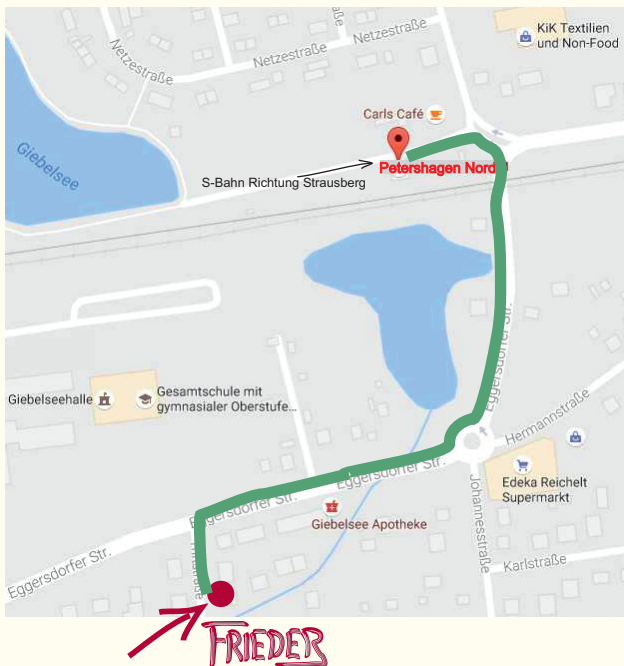 KiK Textilien
und Non-Food
Netzestraße
Netzestraße
Netzestraße
Carls Café
Giebelsee
Petershagen Nord
S-Bahn Richtung Strausberg
Eggersdorfer Str.
Giebelseehalle
Gesamtschule mit
gymnasialer Oberstufe...
Hermannstraße
Eggersdorfer Str.
Edeka Reichelt
Supermarkt
Johannesstraße
Eggersdorfer Str.
Giebelsee Apotheke
Eggersdorfer Str.
Karlstraße
FRIEDER